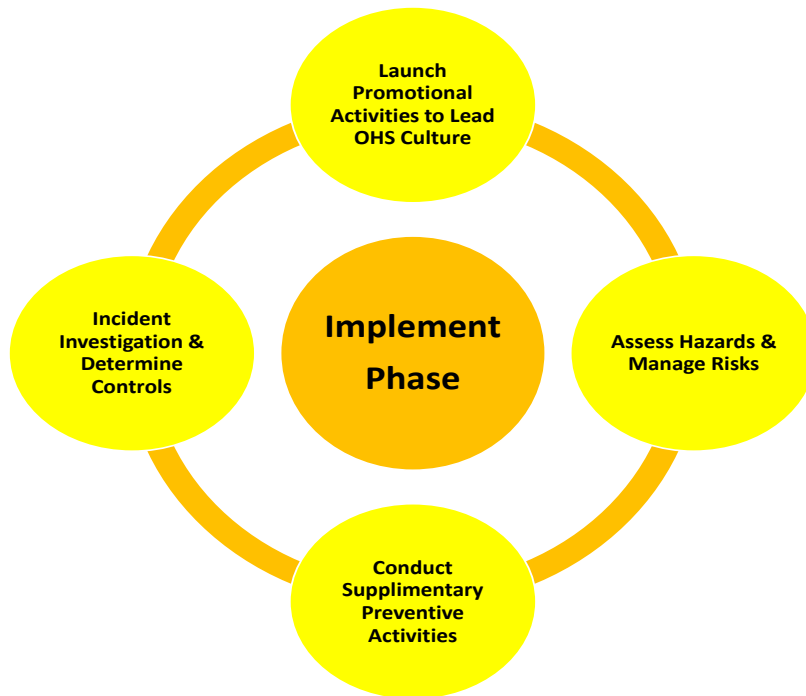 Launch
Promotional
Activities to Lead
OHS Culture
Incident
Investigation &
Determine
Controls
Implement
Phase
Assess Hazards &
Manage Risks
Conduct
Supplimentary
Preventive
Activities